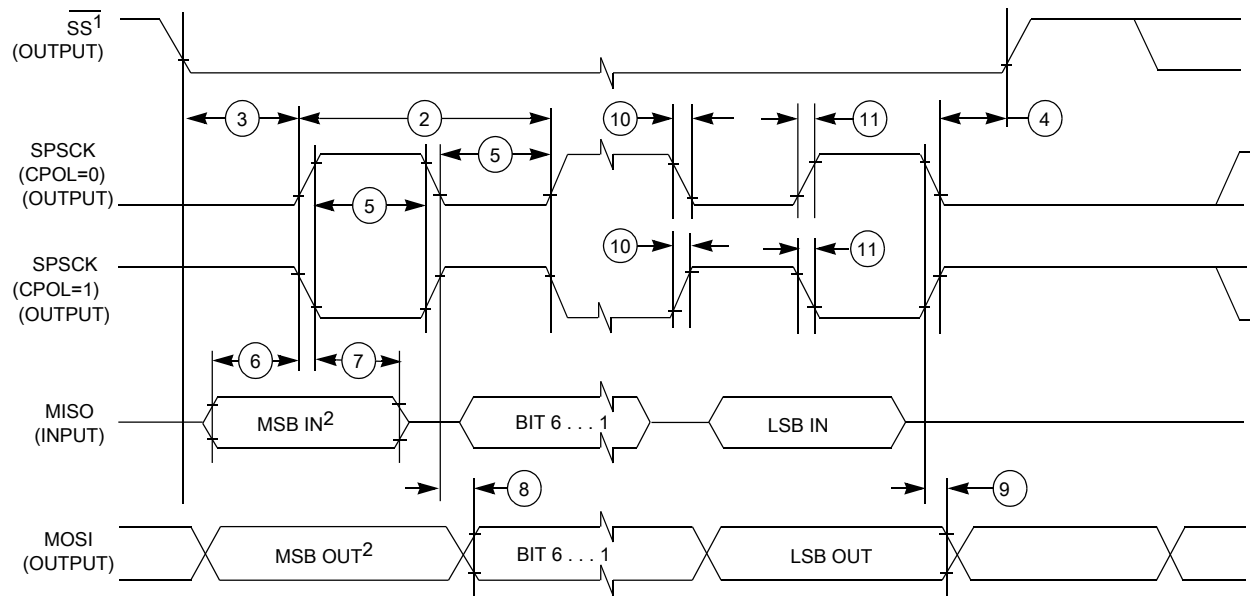 SS1
(OUTPUT)
3
2
10
11
4
SPSCK
(CPOL=0)
(OUTPUT)
5
5
SPSCK
(CPOL=1)
(OUTPUT)
10
11
6
7
MISO
(INPUT)
MSB IN2
BIT 6 . . . 1
LSB IN
8
9
MOSI
(OUTPUT)
MSB OUT2
BIT 6 . . . 1
LSB OUT